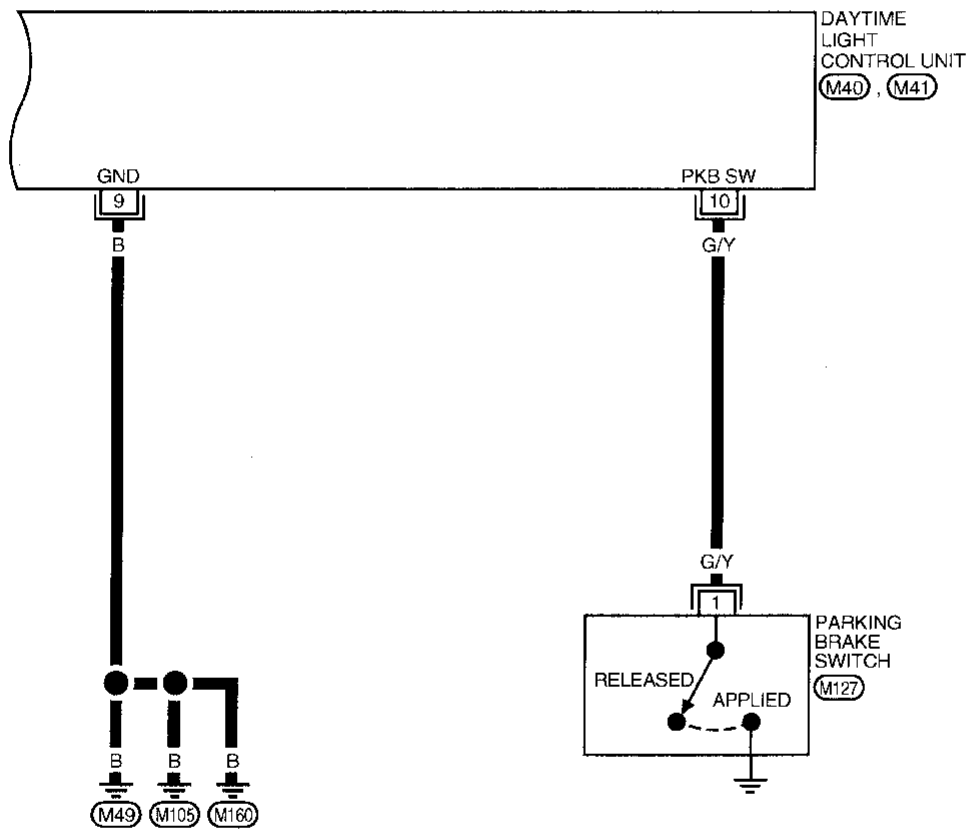 DAYTIME
LIGHT
CONTROL UNIT
M40 , M41
GND
PKB SW
9
10
B
G/Y
G/Y
1
PARKING
BRAKE
SWITCH
M127
RELEASED
APPLIED
B
B
B
M49
M105
M160